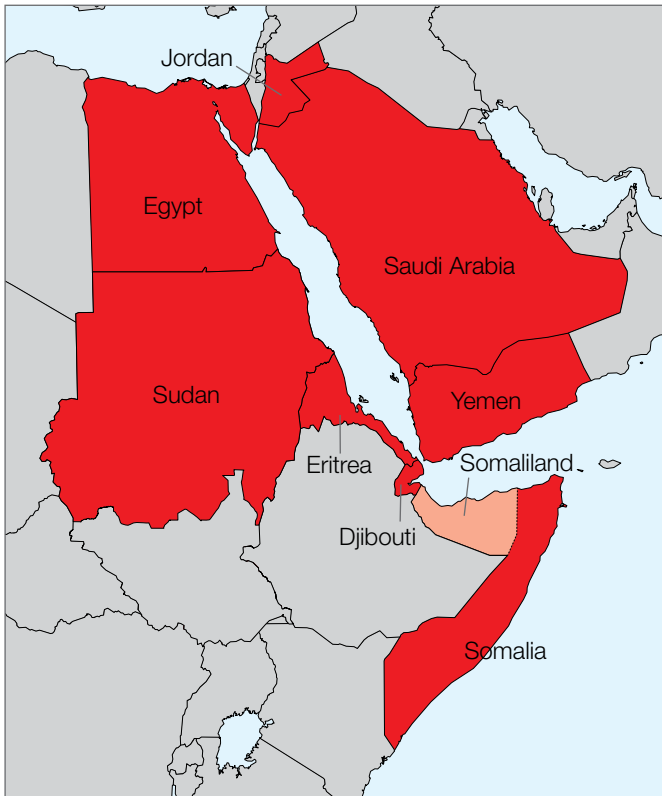 Jordan
Egypt
Saudi Arabia
Sudan
Yemen
Eritrea
Somaliland
Djibouti
Somalia